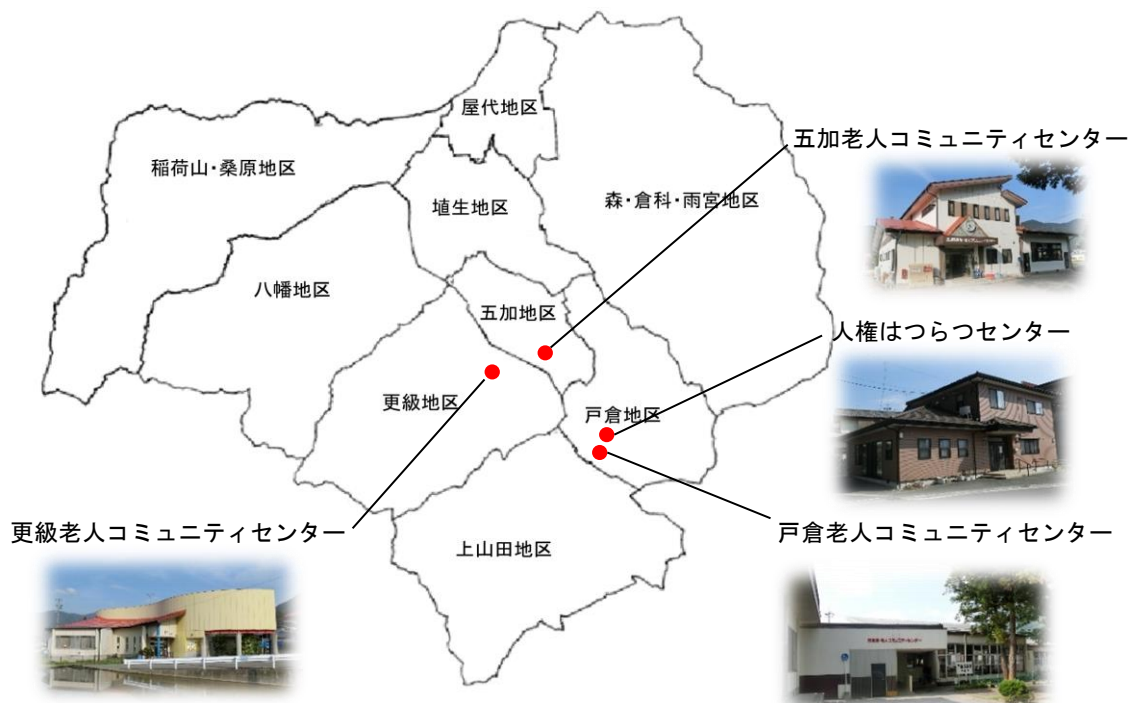 屋代地区
五加老人コミュニティセンター
稲荷山・桑原地区
埴生地区
森・倉科・雨宮地区
八幡地区
五加地区
人権はつらつセンター
更級地区
戸倉地区
更級老人コミュニティセンター
戸倉老人コミュニティセンター
上山田地区